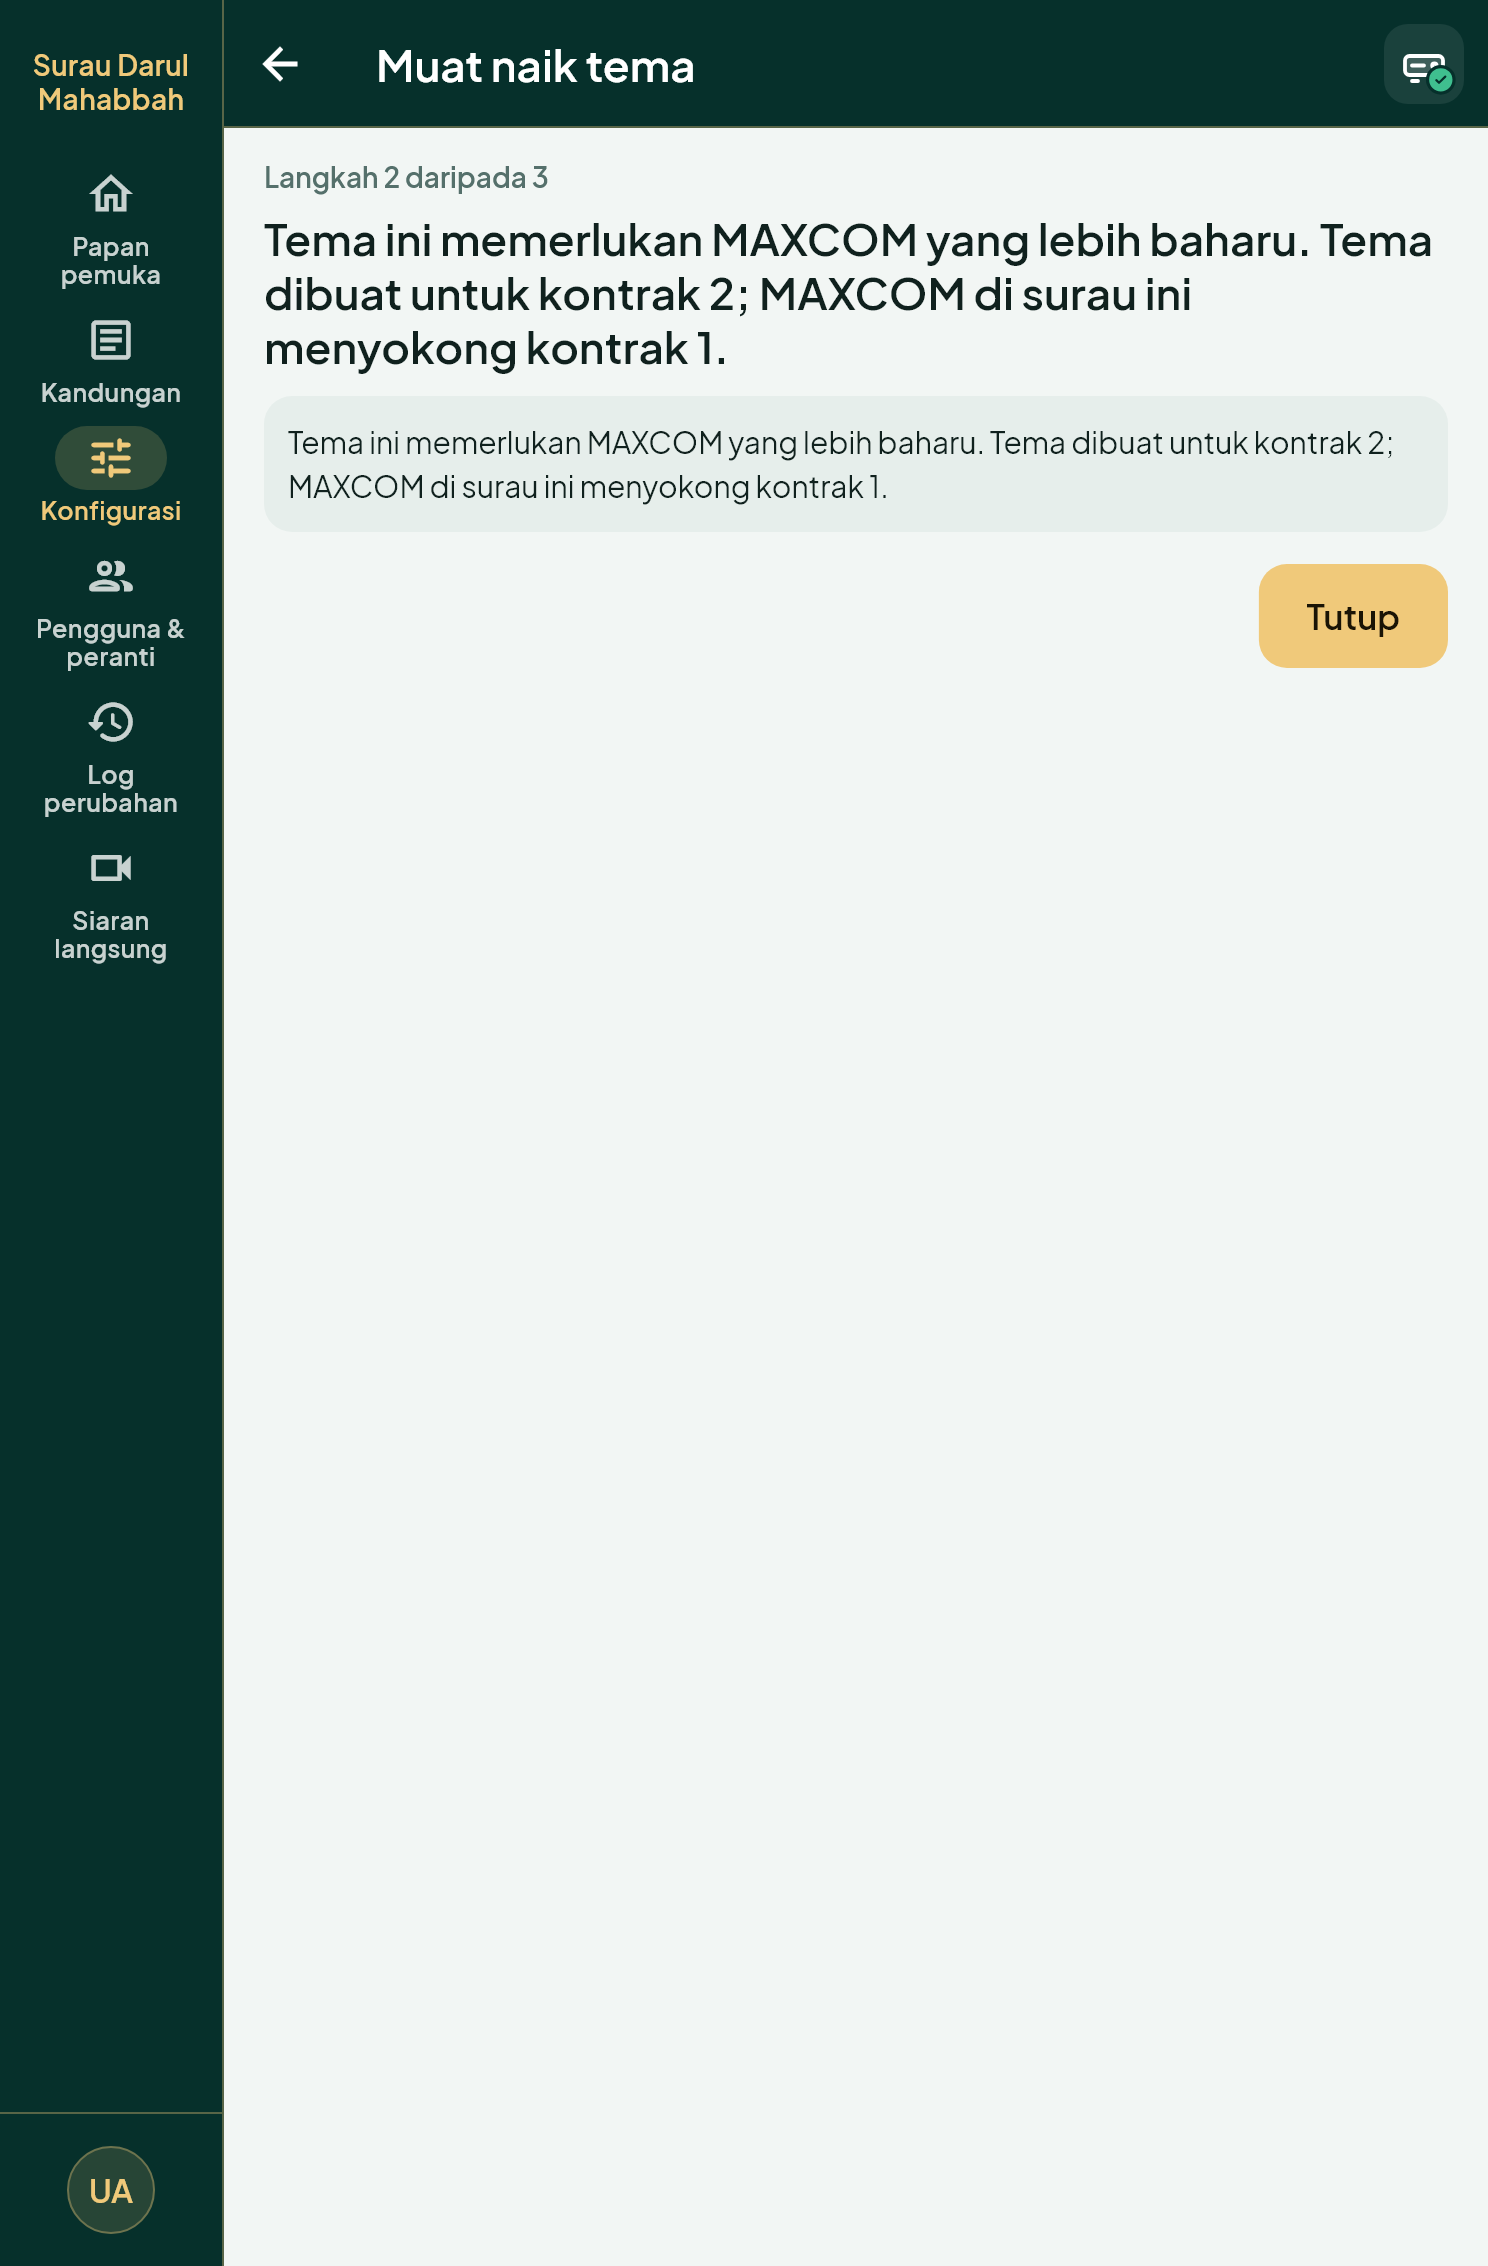 Surau Darul
Mahabbah
Papan
pemuka
Kandungan
Konfigurasi
Pengguna &
peranti
Log
perubahan
Siaran
langsung
UA
Muat naik tema
Langkah 2 daripada 3
Tema ini memerlukan MAXCOM yang lebih baharu. Tema
dibuat untuk kontrak 2; MAXCOM di surau ini
menyokong kontrak 1.
Tema ini memerlukan MAXCOM yang lebih baharu. Tema dibuat untuk kontrak 2;
MAXCOM di surau ini menyokong kontrak 1.
Tutup